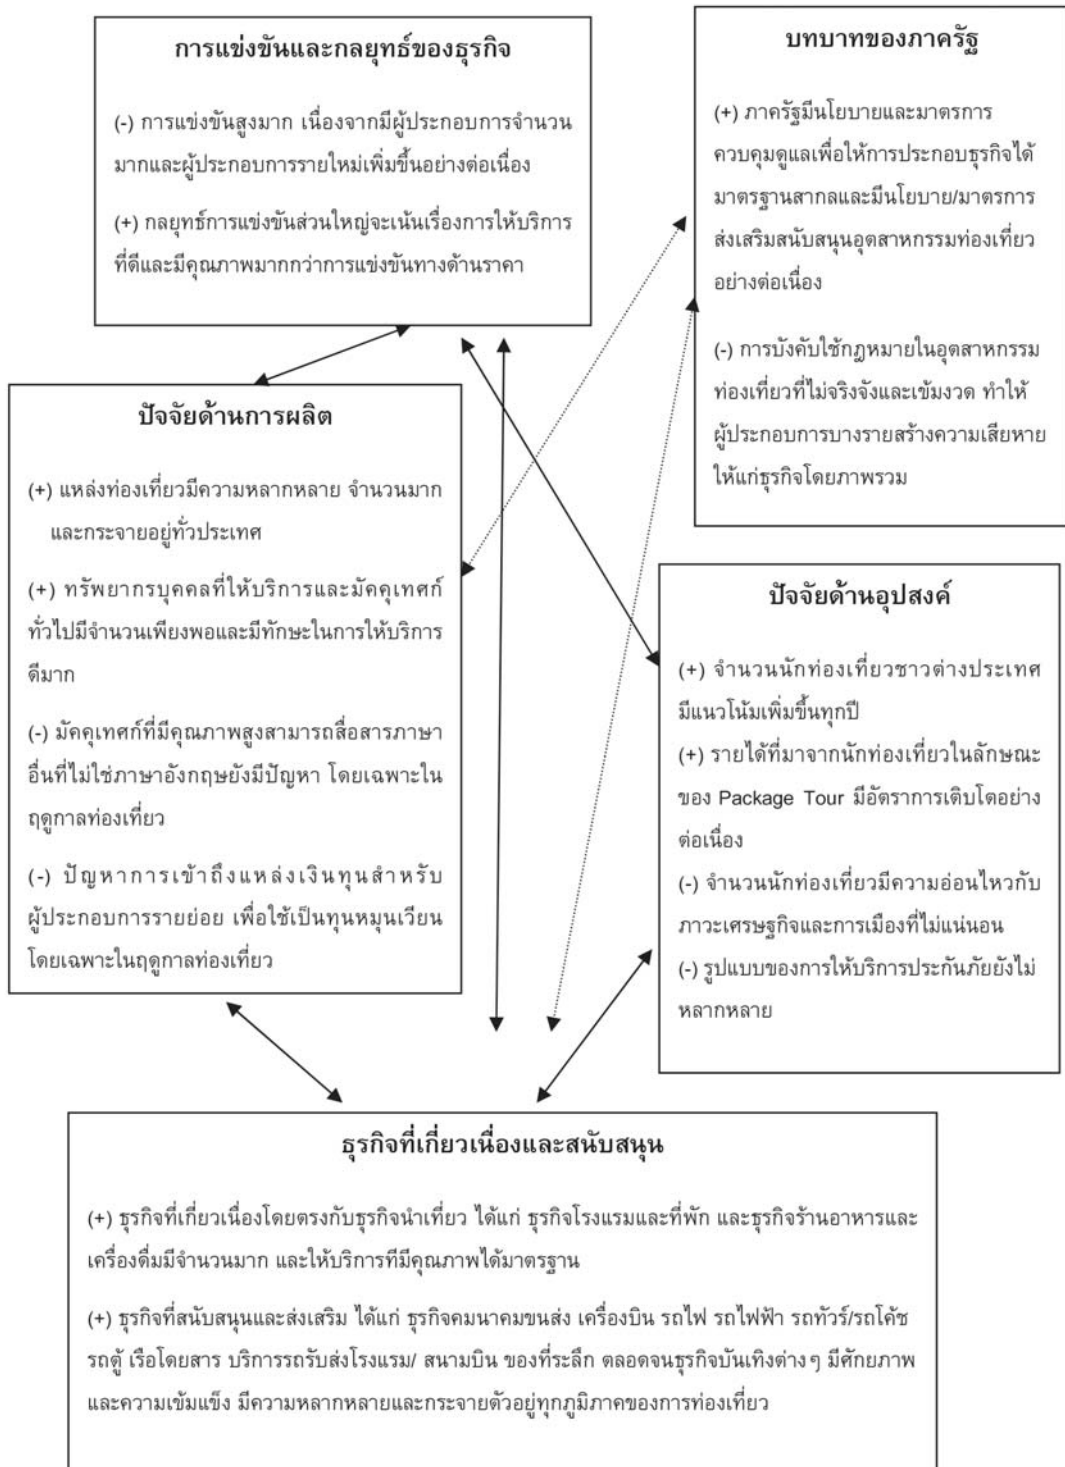 การแข่งขันและกลยุทธ์ของธุรกิจ
(-) การแข่งขันสูงมาก เนื่องจากมีผู้ประกอบการจำนวน
มากและผู้ประกอบการรายใหม่เพิ่มขึ้นอย่างต่อเนื่อง
(+) กลยุทธ์การแข่งขันส่วนใหญ่จะเน้นเรื่องการให้บริการ
ที่ดีและมีคุณภาพมากกว่าการแข่งขันทางด้านราคา
บทบาทของภาครัฐ
(+) ภาครัฐมีนโยบายและมาตรการ
ควบคุมดูแลเพื่อให้การประกอบธุรกิจได้
มาตรฐานสากลและมีนโยบาย/มาตรการ
ส่งเสริมสนับสนุนอุตสาหกรรมท่องเที่ยว
อย่างต่อเนื่อง
(-) การบังคับใช้กฎหมายในอุตสาหกรรม
ท่องเที่ยวที่ไม่จริงจังและเข้มงวด ทำให้
ผู้ประกอบการบางรายสร้างความเสียหาย
ให้แก่ธุรกิจโดยภาพรวม
ปัจจัยด้านการผลิต
(+) แหล่งท่องเที่ยวมีความหลากหลาย จำนวนมาก
และกระจายอยู่ทั่วประเทศ
(+) ทรัพยากรบุคคลที่ให้บริการและมัคคุเทศก์
ทั่วไปมีจำนวนเพียงพอและมีทักษะในการให้บริการ
ดีมาก
(-) มัคคุเทศก์ที่มีคุณภาพสูงสามารถสื่อสารภาษา
อื่นที่ไม่ใช่ภาษาอังกฤษยังมีปัญหา โดยเฉพาะใน
ฤดูกาลท่องเที่ยว
(-) ปัญหาการเข้าถึงแหล่งเงินทุนสำหรับ
ผู้ประกอบการรายย่อย เพื่อใช้เป็นทุนหมุนเวียน
โดยเฉพาะในฤดูกาลท่องเที่ยว
ปัจจัยด้านอุปสงค์
(+) จำนวนนักท่องเที่ยวชาวต่างประเทศ
มีแนวโน้มเพิ่มขึ้นทุกปี
(+) รายได้ที่มาจากนักท่องเที่ยวในลักษณะ
ของ Package Tour มีอัตราการเติบโตอย่าง
ต่อเนื่อง
(-) จำนวนนักท่องเที่ยวมีความอ่อนไหวกับ
ภาวะเศรษฐกิจและการเมืองที่ไม่แน่นอน
(-) รูปแบบของการให้บริการประกันภัยยังไม่
หลากหลาย
ธุรกิจที่เกี่ยวเนื่องและสนับสนุน
(+) ธุรกิจที่เกี่ยวเนื่องโดยตรงกับธุรกิจนำเที่ยว ได้แก่ ธุรกิจโรงแรมและที่พัก และธุรกิจร้านอาหารและ
เครื่องดื่มมีจำนวนมาก และให้บริการทีมีคุณภาพได้มาตรฐาน
(+) ธุรกิจที่สนับสนุนและส่งเสริม ได้แก่ ธุรกิจคมนาคมขนส่ง เครื่องบิน รถไฟ รถไฟฟ้า รถทัวร์/รถโค้ช
รถตู้ เรือโดยสาร บริการรถรับส่งโรงแรม/ สนามบิน ของที่ระลึก ตลอดจนธุรกิจบันเทิงต่างๆ มีศักยภาพ
และความเข้มแข็ง มีความหลากหลายและกระจายตัวอยู่ทุกภูมิภาคของการท่องเที่ยว